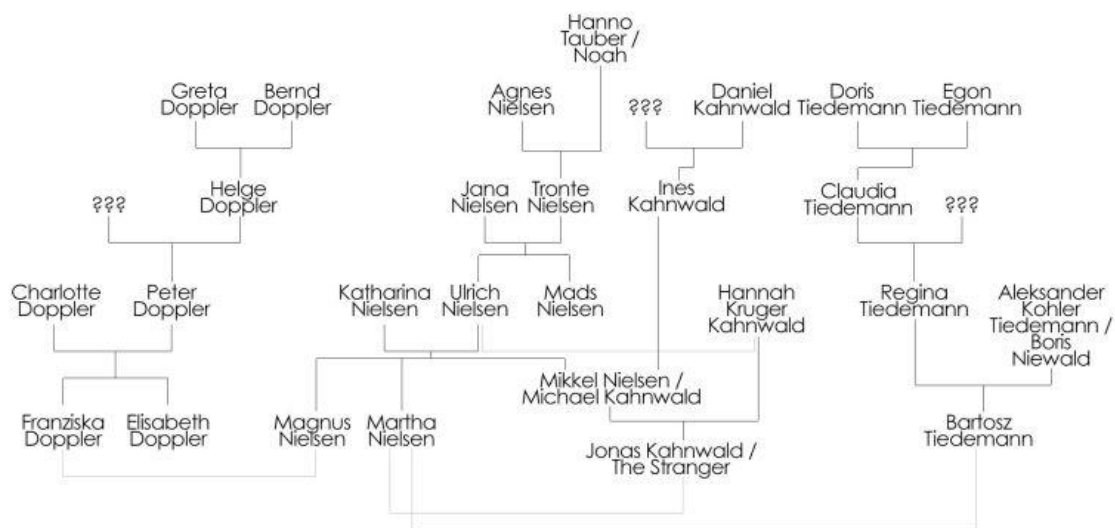 Hanno
Tauber /
Noah
Greta
Doppler
Bernd
Doppler
Agnes
Nielsen
???
Daniel
Kahnwald
Doris
Tiedemann
Egon
Tiedemann
???
Helge
Doppler
Jana
Nielsen
Tronte
Nielsen
Ines
Kahnwald
Claudia
Tiedemann
???
Charlotte
Doppler
Peter
Doppler
Katharina
Nielsen
Ulrich
Nielsen
Mads
Nielsen
Hannah
Kruger
Kahnwald
Regina
Tiedemann
Aleksander
Kohler
Tiedemann /
Boris
Niewald
Mikkel Nielsen /
Michael Kahnwald
Franziska
Doppler
Elisabeth
Doppler
Magnus
Nielsen
Martha
Nielsen
Jonas Kahnwald /
The Stranger
Bartosz
Tiedemann